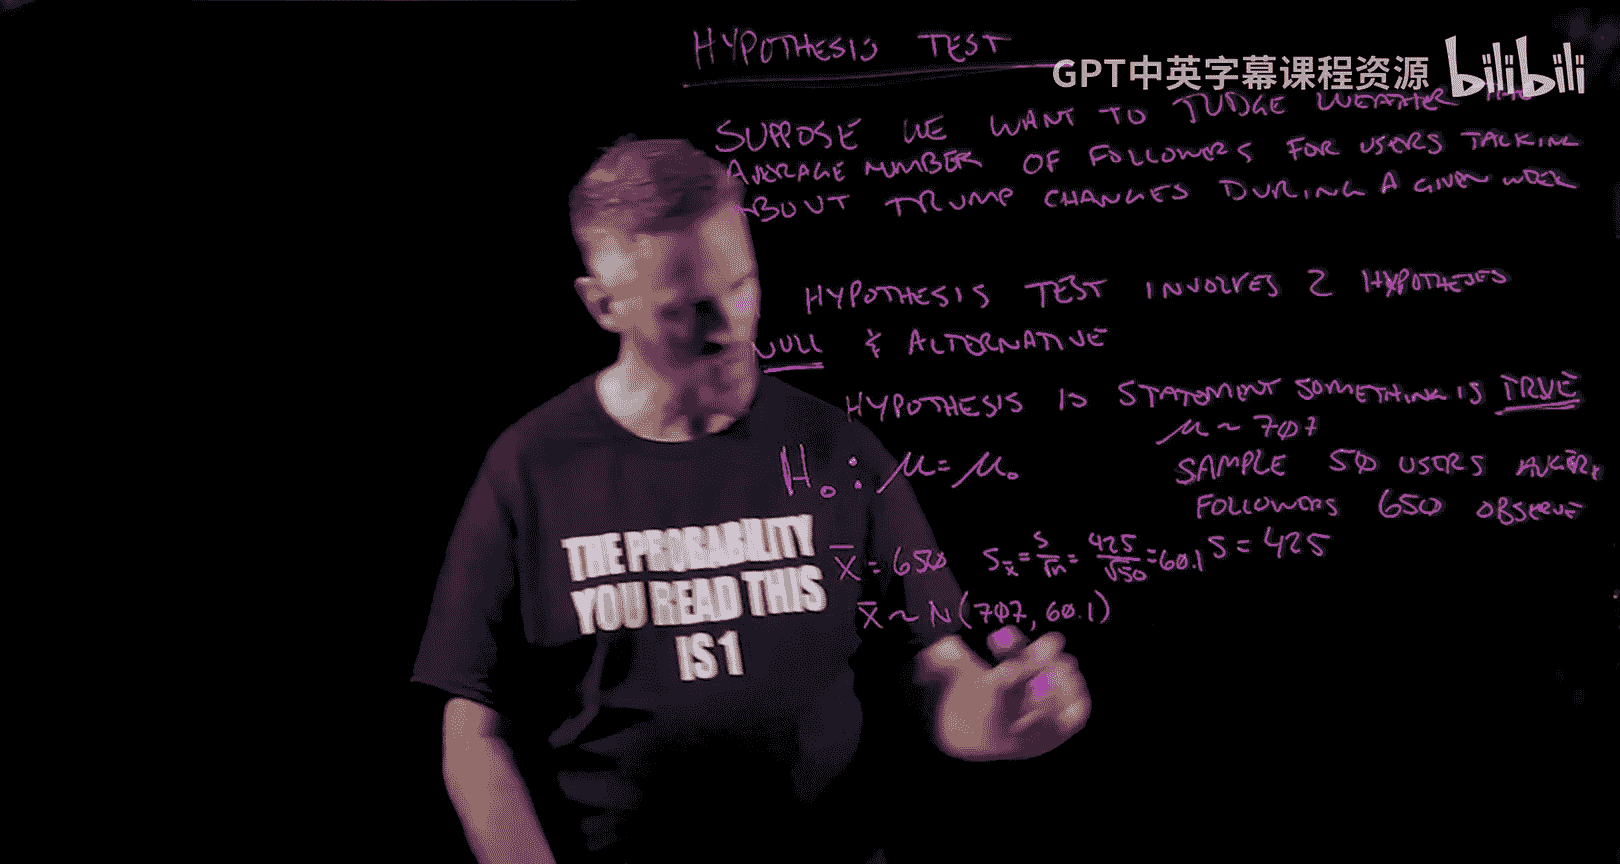 HYPOTHESIS TEST
GPT中英字幕课程资源 bilibili
SUPPOSE WE WANT TO JUDGE WEATHER THE
AVERAGE NUMBER OF FOLLOWERS FOR USERS TALKING
ABOUT TRUMP CHANGES DURING A GIVEN WEEK
HYPOTHESIS TEST INVOLVES 2 HYPOTHESES
NULL & ALTERNATIVE
HYPOTHESIS IS STATEMENT SOMETHING IS TRUE
μ ~ 707
H₀ : μ = μ₀
SAMPLE 50 USERS
FOLLOWERS 650 OBSERVE
x̄ = 650 S_x̄ = S/√n = 425/√50 = 60.1 S = 425
x̄ ~ N(707, 60.1)
THE PROBABILITY
YOU READ THIS
IS 1